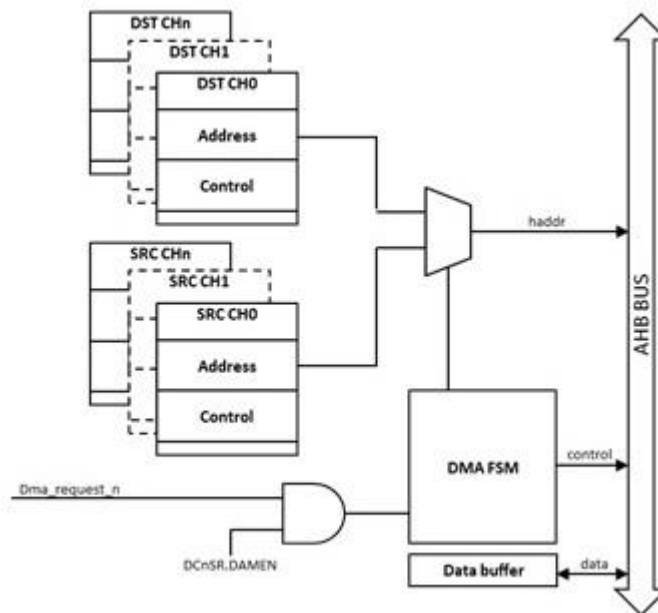 DST CHn
DST CH1
DST CH0
Address
Control
haddr
SRC CHn
SRC CH1
SRC CH0
Address
Control
AHB BUS
DMA FSM
control
Dma_request_n
DCnSR.DAMEN
Data buffer
data